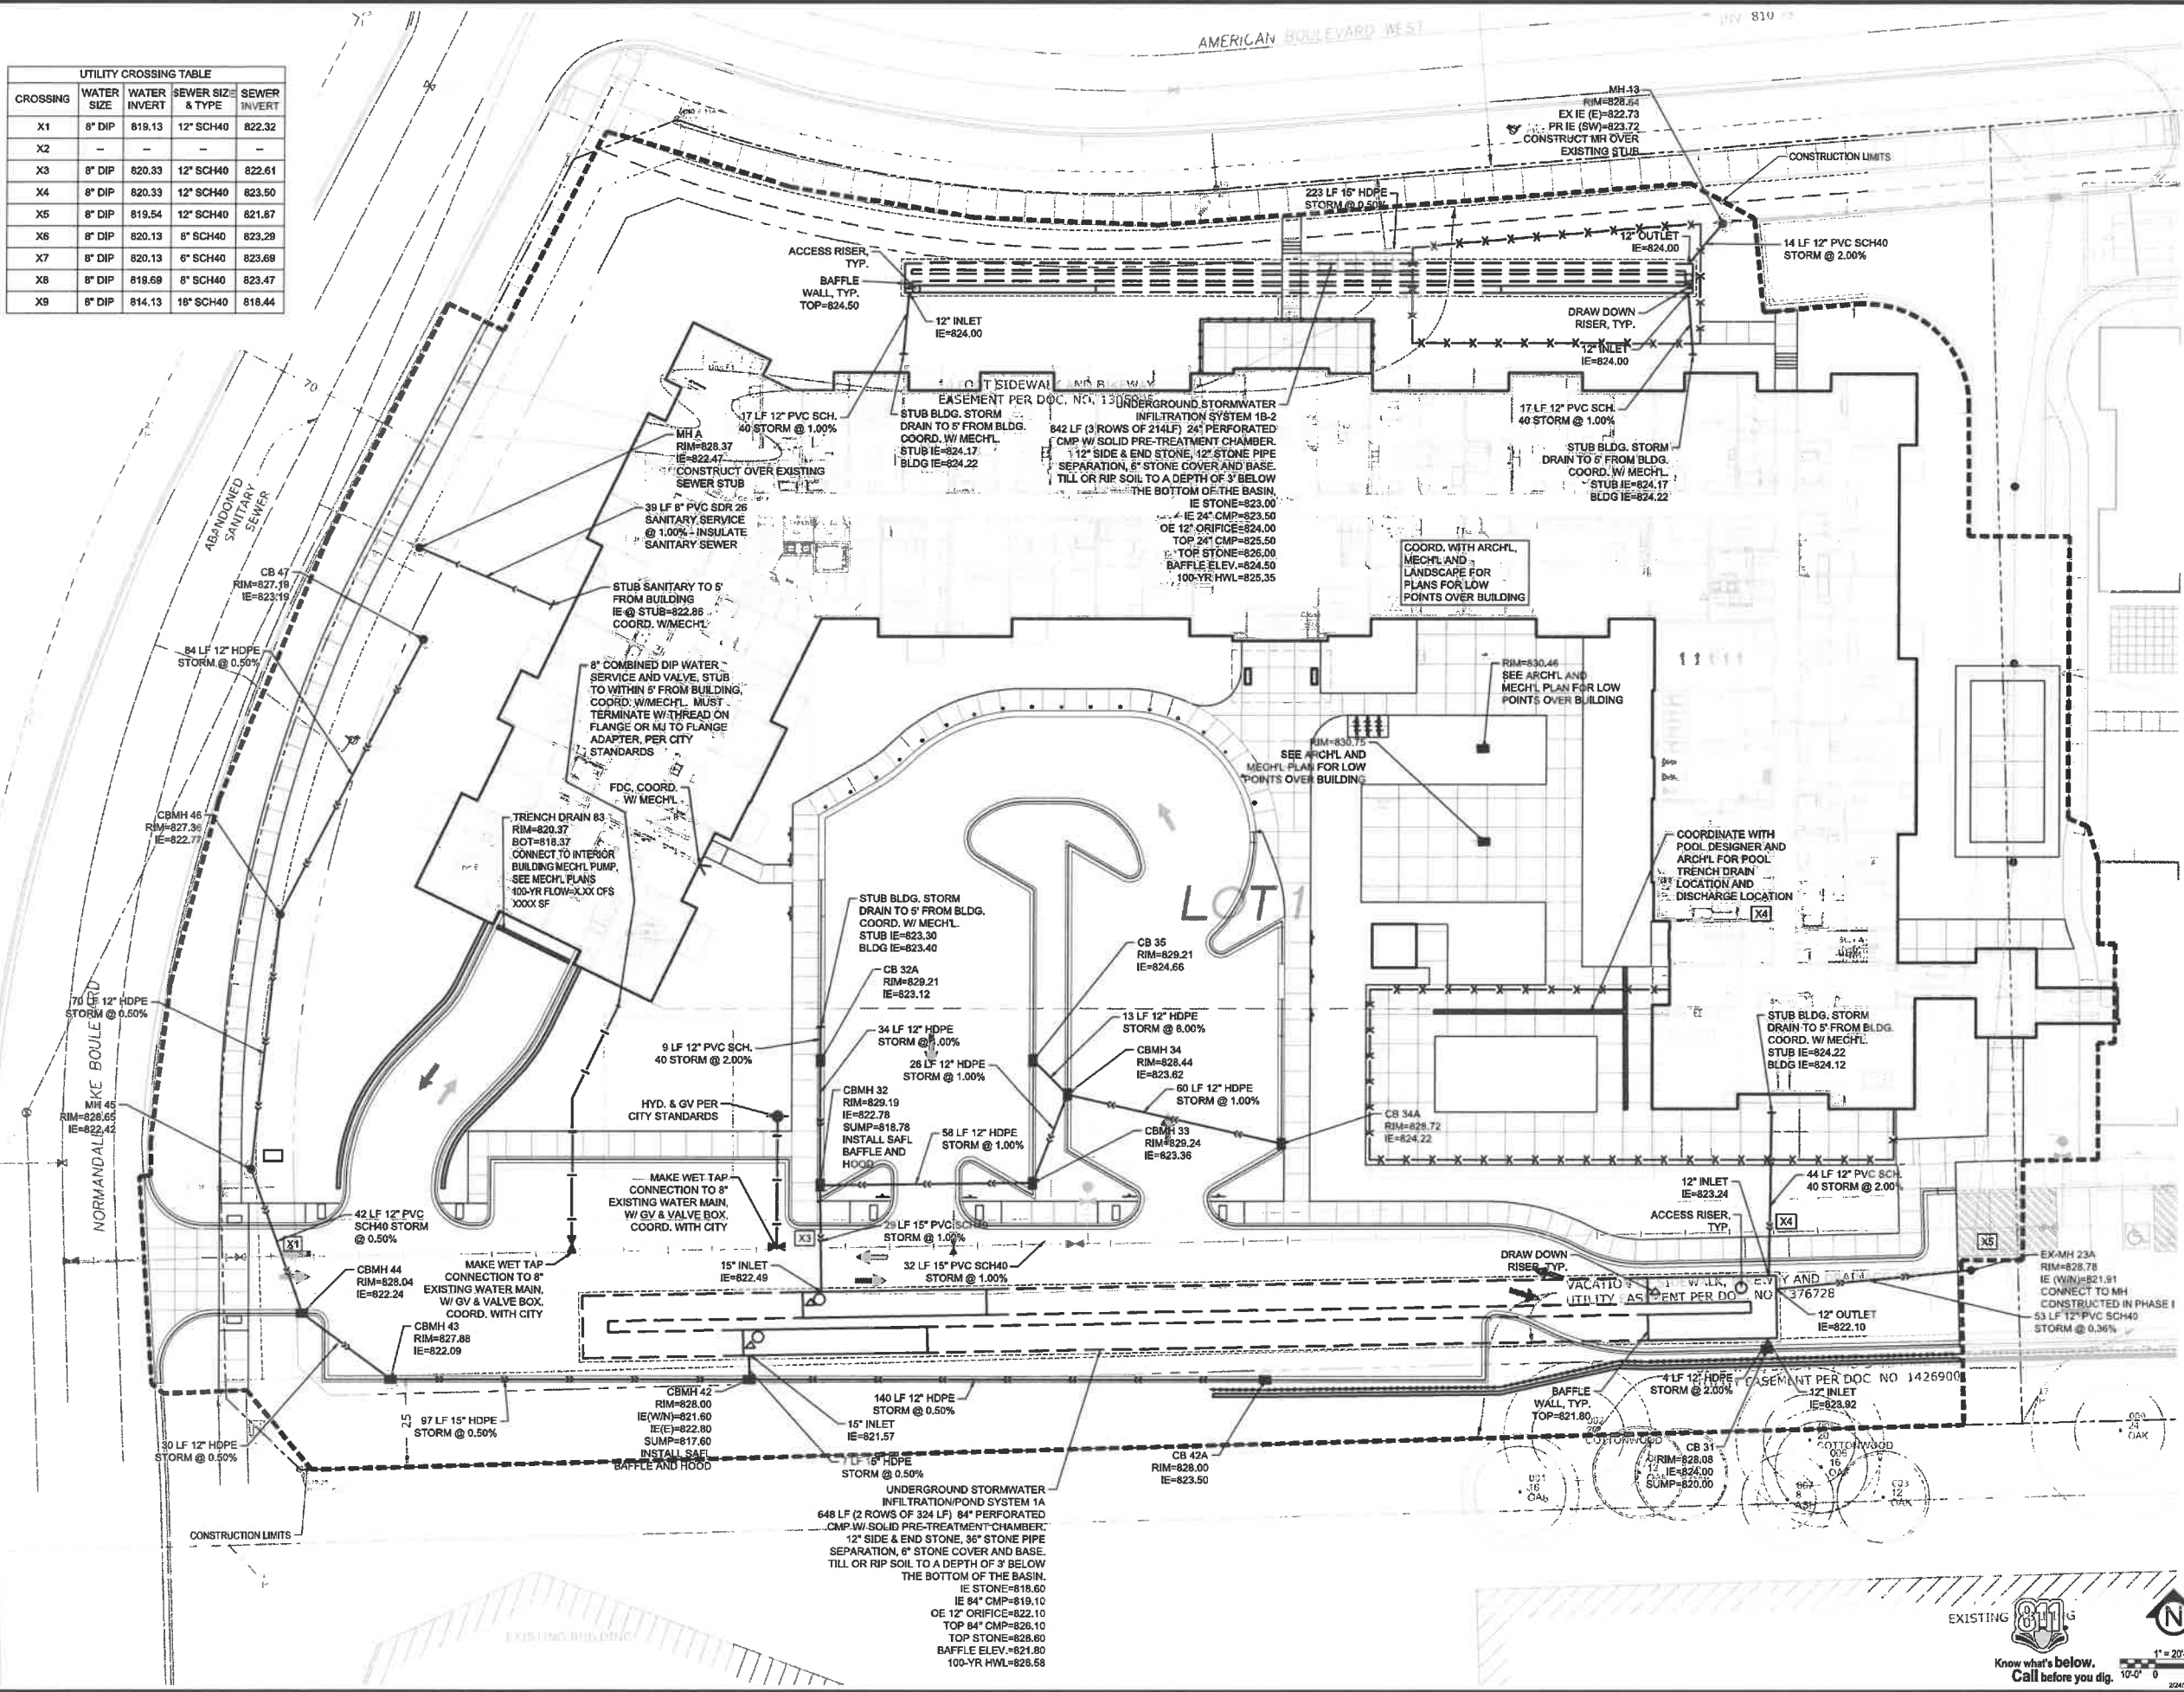 AMERICAN BOULEVARD WEST
810
UTILITY CROSSING TABLE
CROSSING WATER SIZE WATER INVERT SEWER SIZE & TYPE SEWER INVERT
X1 8" DIP 819.13 12" SCH40 822.32
X2 – – – –
X3 8" DIP 820.33 12" SCH40 822.61
X4 8" DIP 820.33 12" SCH40 823.50
X5 8" DIP 819.54 12" SCH40 821.87
X6 8" DIP 820.13 8" SCH40 823.29
X7 8" DIP 820.13 6" SCH40 823.69
X8 8" DIP 819.69 8" SCH40 823.47
X9 8" DIP 814.13 18" SCH40 818.44
MH-13
RIM=828.64
EX IE (E)=822.73
PR IE (SW)=823.72
CONSTRUCT MH OVER
EXISTING STUB
CONSTRUCTION LIMITS
223 LF 15" HDPE
STORM @ 0.50%
12" OUTLET
IE=824.00
14 LF 12" PVC SCH40
STORM @ 2.00%
ACCESS RISER,
TYP.
BAFFLE
WALL, TYP.
TOP=824.50
12" INLET
IE=824.00
DRAW DOWN
RISER, TYP.
12" INLET
IE=824.00
70
SIDEWALK AND BIKEWAY
EASEMENT PER DOC. NO.
17 LF 12" PVC SCH.
40 STORM @ 1.00%
STUB BLDG. STORM
DRAIN TO 5' FROM BLDG.
COORD. W/ MECH'L.
STUB IE=824.17
BLDG IE=824.22
UNDERGROUND STORMWATER
INFILTRATION SYSTEM 1B-2
642 LF (3 ROWS OF 214LF) 24" PERFORATED
CMP W/ SOLID PRE-TREATMENT CHAMBER.
12" SIDE & END STONE, 12" STONE PIPE
SEPARATION, 6" STONE COVER AND BASE.
TILL OR RIP SOIL TO A DEPTH OF 3' BELOW
THE BOTTOM OF THE BASIN.
IE STONE=823.00
IE 24" CMP=823.50
OE 12" ORIFICE=824.00
TOP 24" CMP=825.50
TOP STONE=826.00
BAFFLE ELEV.=824.50
100-YR HWL=825.35
17 LF 12" PVC SCH.
40 STORM @ 1.00%
STUB BLDG. STORM
DRAIN TO 5' FROM BLDG.
COORD. W/ MECH'L.
STUB IE=824.17
BLDG IE=824.22
MH A
RIM=828.37
IE=822.47
CONSTRUCT OVER EXISTING
SEWER STUB
39 LF 8" PVC SDR 26
SANITARY SERVICE
@ 1.00% - INSULATE
SANITARY SEWER
ABANDONED
SANITARY
SEWER
COORD. WITH ARCH'L,
MECH'L AND
LANDSCAPE FOR
PLANS FOR LOW
POINTS OVER BUILDING
CB 47
RIM=827.19
IE=823.19
STUB SANITARY TO 5'
FROM BUILDING
IE @ STUB=822.86
COORD. W/MECH'L
84 LF 12" HDPE
STORM @ 0.50%
8" COMBINED DIP WATER
SERVICE AND VALVE, STUB
TO WITHIN 5' FROM BUILDING,
COORD. W/MECH'L. MUST
TERMINATE W/ THREAD ON
FLANGE OR MJ TO FLANGE
ADAPTER, PER CITY
STANDARDS
RIM=830.46
SEE ARCH'L AND
MECH'L PLAN FOR LOW
POINTS OVER BUILDING
RIM=830.75
SEE ARCH'L AND
MECH'L PLAN FOR LOW
POINTS OVER BUILDING
FDC, COORD.
W/ MECH'L
CBMH 46
RIM=827.36
IE=822.77
TRENCH DRAIN 83
RIM=820.37
BOT=818.37
CONNECT TO INTERIOR
BUILDING MECH'L PUMP.
SEE MECH'L PLANS
100-YR FLOW=X.XX CFS
XXXX SF
COORDINATE WITH
POOL DESIGNER AND
ARCH'L FOR POOL
TRENCH DRAIN
LOCATION AND
DISCHARGE LOCATION
X4
LOT 1
STUB BLDG. STORM
DRAIN TO 5' FROM BLDG.
COORD. W/ MECH'L.
STUB IE=823.30
BLDG IE=823.40
CB 32A
RIM=829.21
IE=823.12
CB 35
RIM=829.21
IE=824.66
70 LF 12" HDPE
STORM @ 0.50%
NORMANDALE LAKE BOULEVARD
13 LF 12" HDPE
STORM @ 8.00%
STUB BLDG. STORM
DRAIN TO 5' FROM BLDG.
COORD. W/ MECH'L.
STUB IE=824.22
BLDG IE=824.12
9 LF 12" PVC SCH.
40 STORM @ 2.00%
34 LF 12" HDPE
STORM @ 1.00%
26 LF 12" HDPE
STORM @ 1.00%
CBMH 34
RIM=828.44
IE=823.62
60 LF 12" HDPE
STORM @ 1.00%
HYD. & GV PER
CITY STANDARDS
CBMH 32
RIM=829.19
IE=822.78
SUMP=818.78
INSTALL SAFL
BAFFLE AND
HOOD
58 LF 12" HDPE
STORM @ 1.00%
CBMH 33
RIM=829.24
IE=823.36
CB 34A
RIM=828.72
IE=824.22
MH 45
RIM=828.65
IE=822.42
MAKE WET TAP
CONNECTION TO 8"
EXISTING WATER MAIN,
W/ GV & VALVE BOX.
COORD. WITH CITY
12" INLET
IE=823.24
44 LF 12" PVC SCH.
40 STORM @ 2.00%
ACCESS RISER,
TYP.
X4
42 LF 12" PVC
SCH40 STORM
@ 0.50%
X1
X3
29 LF 15" PVC SCH40
STORM @ 1.00%
32 LF 15" PVC SCH40
STORM @ 1.00%
X5
DRAW DOWN
RISER, TYP.
EX-MH 23A
RIM=828.78
IE (W/N)=821.91
CONNECT TO MH
CONSTRUCTED IN PHASE I
53 LF 12" PVC SCH40
STORM @ 0.36%
CBMH 44
RIM=828.04
IE=822.24
MAKE WET TAP
CONNECTION TO 8"
EXISTING WATER MAIN,
W/ GV & VALVE BOX.
COORD. WITH CITY
15" INLET
IE=822.49
12" OUTLET
IE=822.10
CBMH 43
RIM=827.88
IE=822.09
CBMH 42
RIM=828.00
IE(W/N)=821.60
IE(E)=822.80
SUMP=817.60
INSTALL SAFL
BAFFLE AND HOOD
140 LF 12" HDPE
STORM @ 0.50%
15" INLET
IE=821.57
BAFFLE
WALL, TYP.
TOP=821.80
4 LF 12" HDPE
STORM @ 2.00%
EASEMENT PER DOC NO 1426900
12" INLET
IE=823.92
97 LF 15" HDPE
STORM @ 0.50%
25
30 LF 12" HDPE
STORM @ 0.50%
STORM @ 0.50%
CB 42A
RIM=828.00
IE=823.50
CB 31
RIM=828.08
IE=824.00
SUMP=820.00
COTTONWOOD
OAK
UNDERGROUND STORMWATER
INFILTRATION/POND SYSTEM 1A
648 LF (2 ROWS OF 324 LF) 84" PERFORATED
CMP W/ SOLID PRE-TREATMENT CHAMBER.
12" SIDE & END STONE, 36" STONE PIPE
SEPARATION, 6" STONE COVER AND BASE.
TILL OR RIP SOIL TO A DEPTH OF 3' BELOW
THE BOTTOM OF THE BASIN.
IE STONE=818.60
IE 84" CMP=819.10
OE 12" ORIFICE=822.10
TOP 84" CMP=826.10
TOP STONE=826.60
BAFFLE ELEV.=821.80
100-YR HWL=826.58
CONSTRUCTION LIMITS
EXISTING BUILDING
EXISTING
811
Know what's below.
Call before you dig.
N
1" = 20'
10'-0" 0